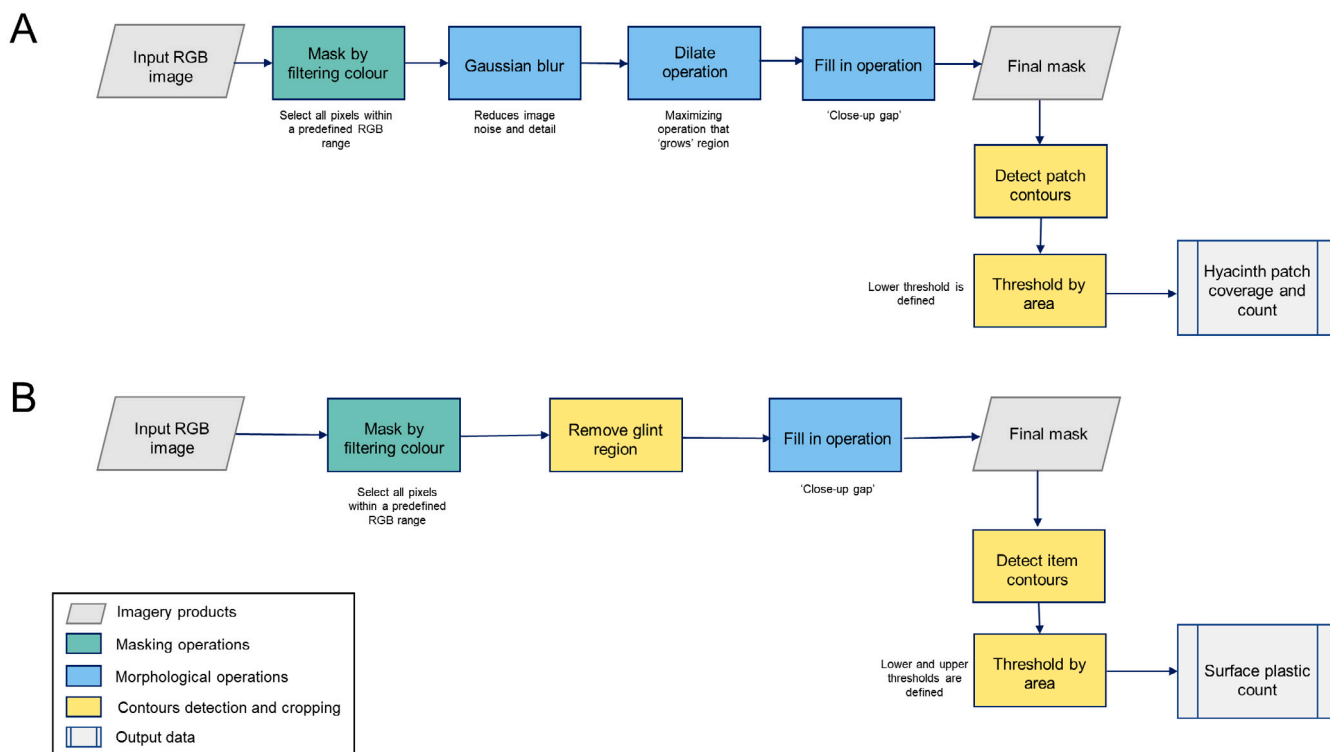 A
Input RGB
image
Mask by
filtering colour
Select all pixels within
a predefined RGB
range
Gaussian blur
Reduces image
noise and detail
Dilate
operation
Maximizing
operation that
‘grows’ region
Fill in operation
‘Close-up gap’
Final mask
Detect patch
contours
Lower threshold is
defined
Threshold by
area
Hyacinth patch
coverage and
count
B
Input RGB
image
Mask by
filtering colour
Select all pixels
within a predefined
RGB range
Remove glint
region
Fill in operation
‘Close-up gap’
Final mask
Detect item
contours
Lower and upper
thresholds are
defined
Threshold by
area
Surface plastic
count
Imagery products
Masking operations
Morphological operations
Contours detection and cropping
Output data